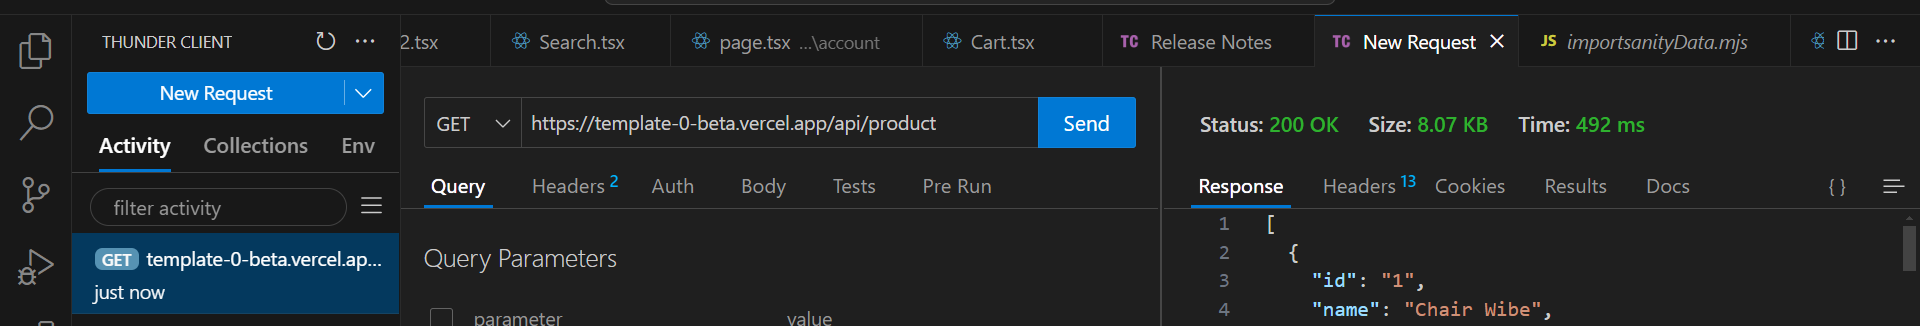 THUNDER CLIENT
New Request
Activity Collections Env
filter activity
GET template-0-beta.vercel.ap...
just now
2.tsx Search.tsx page.tsx ...\account Cart.tsx TC Release Notes TC New Request JS importsanityData.mjs
GET https://template-0-beta.vercel.app/api/product Send
Query Headers 2 Auth Body Tests Pre Run
Query Parameters
parameter value
Status: 200 OK Size: 8.07 KB Time: 492 ms
Response Headers 13 Cookies Results Docs { }
1 [
2 {
3 "id": "1",
4 "name": "Chair Wibe",